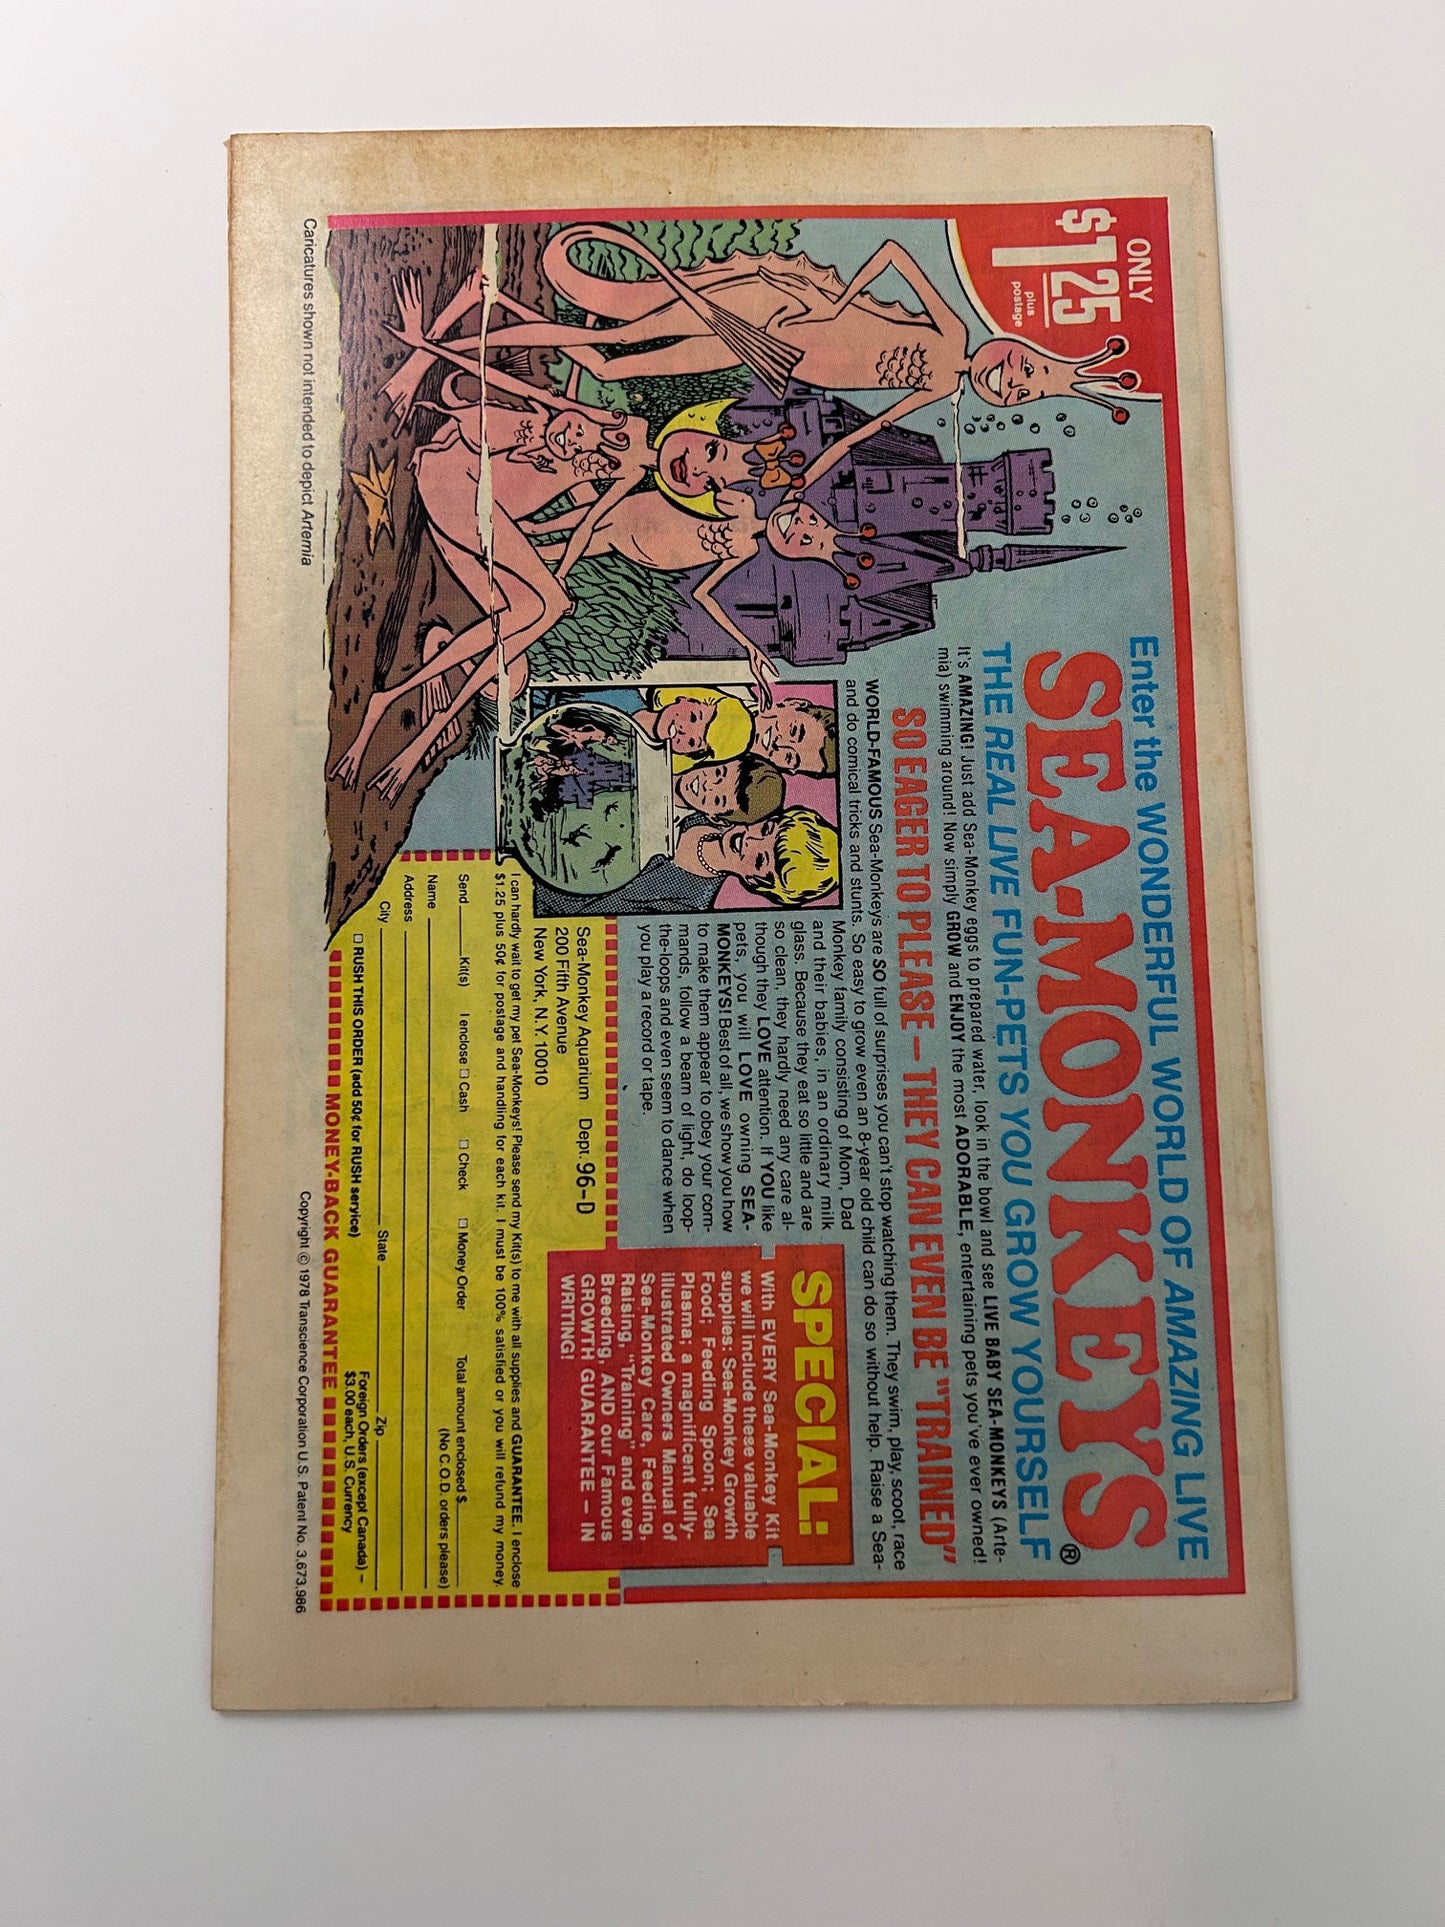 ONLY
$1.25
plus
postage
Enter the WONDERFUL WORLD OF AMAZING LIVE
SEA-MONKEYS®
THE REAL LIVE FUN-PETS YOU GROW YOURSELF
It's AMAZING! Just add Sea-Monkey eggs to prepared water, look in the bowl and see LIVE BABY SEA-MONKEYS (Arte-
mia) swimming around! Now simply GROW and ENJOY the most ADORABLE, entertaining pets you've ever owned!
SO EAGER TO PLEASE — THEY CAN EVEN BE "TRAINED"
WORLD-FAMOUS Sea-Monkeys are SO full of surprises you can't stop watching them. They swim, play, scoot, race
and do comical tricks and stunts. So easy to grow even an 8-year old child can do so without help. Raise a Sea-
Monkey family consisting of Mom, Dad
and their babies, in an ordinary milk
glass. Because they eat so little and are
so clean, they hardly need any care al-
though they LOVE attention. If YOU like
pets, you will LOVE owning SEA-
MONKEYS! Best of all, we show you how
to make them appear to obey your com-
mands, follow a beam of light, do loop-
the-loops and even seem to dance when
you play a record or tape.
SPECIAL:
With EVERY Sea-Monkey Kit
we will include these valuable
supplies: Sea-Monkey Growth
Food; Feeding Spoon; Sea
Plasma; a magnificent fully-
illustrated Owners Manual of
Sea-Monkey Care, Feeding,
Raising, "Training" and even
Breeding, AND our Famous
GROWTH GUARANTEE – IN
WRITING!
Sea-Monkey Aquarium Dept. 96-D
200 Fifth Avenue
New York, N.Y. 10010
I can hardly wait to get my pet Sea-Monkeys! Please send my Kit(s) to me with all supplies and GUARANTEE. I enclose
$1.25 plus 50¢ for postage and handling for each kit. I must be 100% satisfied or you will refund my money.
Send Kit(s) I enclose □ Cash □ Check □ Money Order Total amount enclosed $
(No C.O.D. orders please)
Name
Address
City State Zip
□ RUSH THIS ORDER (add 50¢ for RUSH service)
Foreign Orders (except Canada) –
$3.00 each, U.S. Currency
MONEY-BACK GUARANTEE
Caricatures shown not intended to depict Artemia
Copyright © 1978 Transcience Corporation U.S. Patent No. 3,673,986